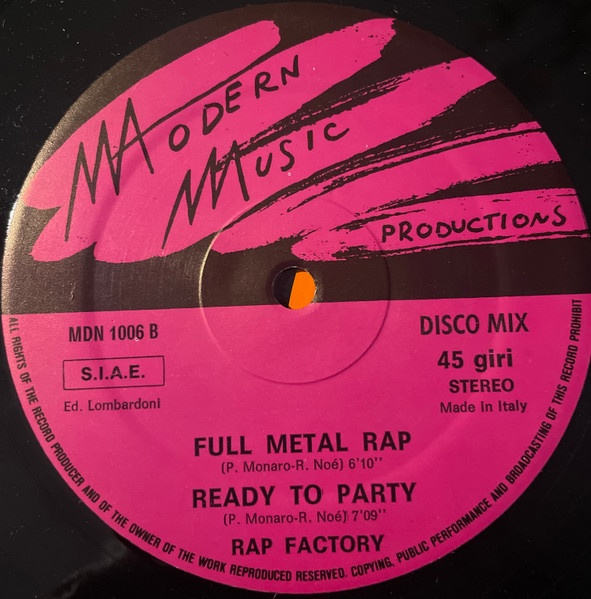 MODERN
MUSIC
PRODUCTIONS
MDN 1006 B
S.I.A.E.
Ed. Lombardoni
DISCO MIX
45 giri
STEREO
Made in Italy
FULL METAL RAP
(P. Monaro-R. Noé) 6'10''
READY TO PARTY
(P. Monaro-R. Noé) 7'09''
RAP FACTORY
ALL RIGHTS OF THE RECORD PRODUCER AND OF THE OWNER OF THE WORK REPRODUCED RESERVED. COPYING, PUBLIC PERFORMANCE AND BROADCASTING OF THIS RECORD PROHIBIT